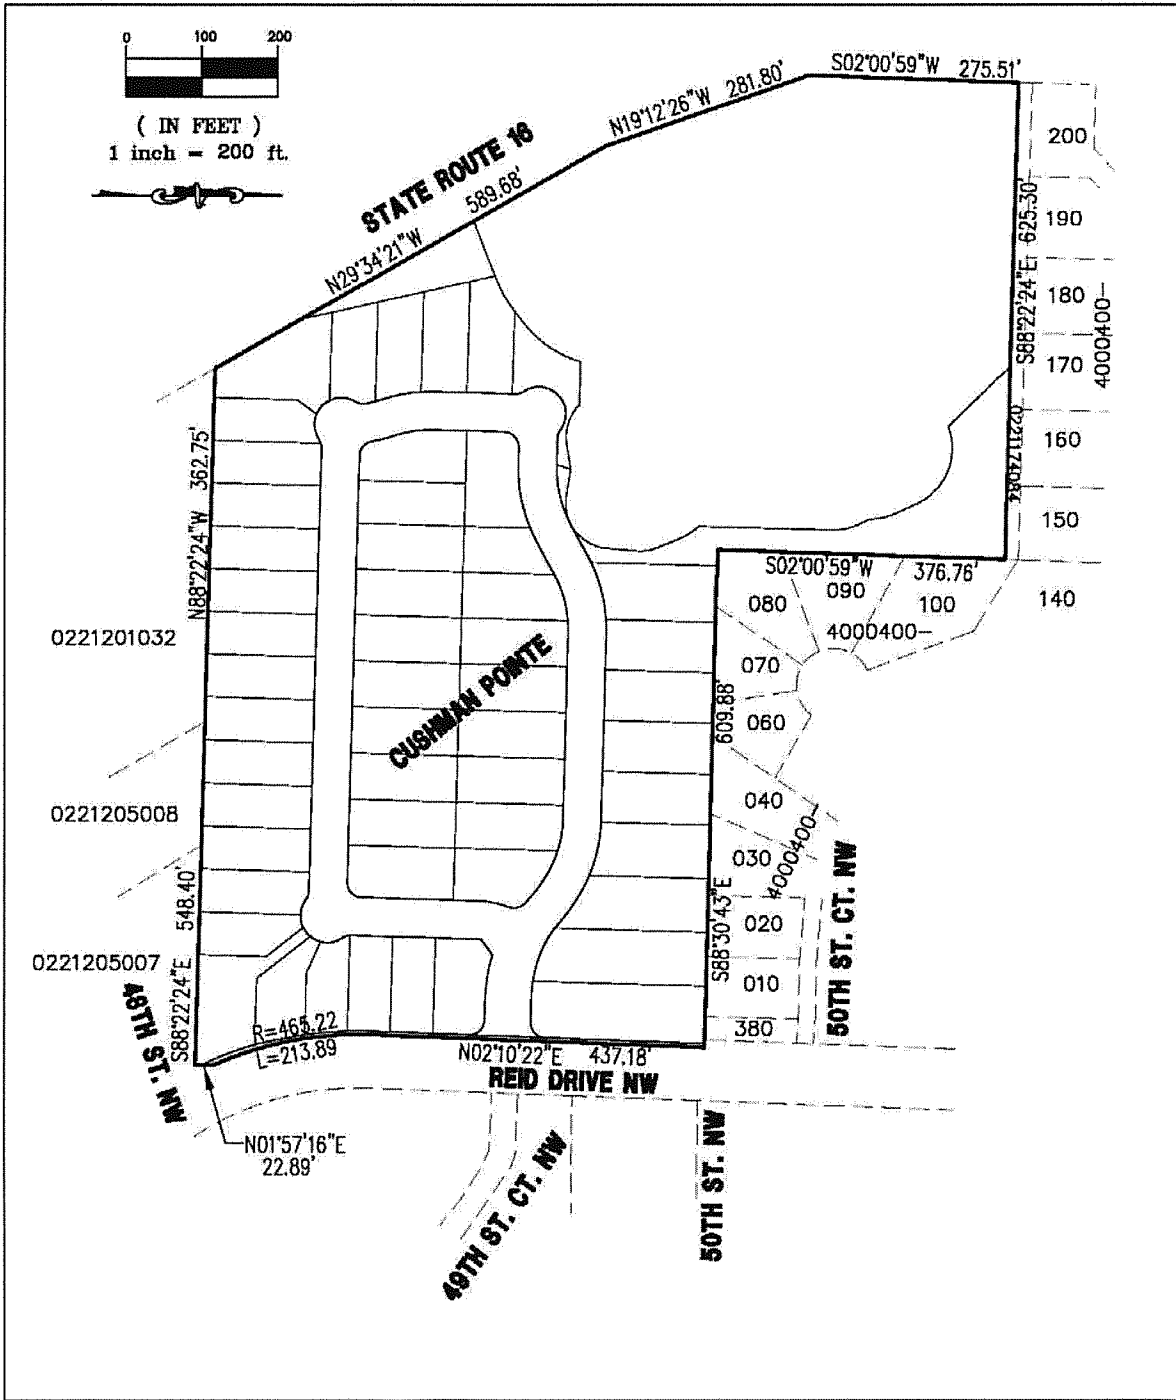 0 100 200
( IN FEET )
1 inch = 200 ft.
STATE ROUTE 16
N29°34'21"W 589.68'
N19°12'26"W 281.80'
S02°00'59"W 275.51'
200
190
180
170
160
150
140
4000400-
S88°22'24"E 625.30'
0221174084
S02°00'59"W 376.76'
080
090
100
4000400-
070
060
040
030
020
010
380
4000400-
609.88'
S88°30'43"E
50TH ST. CT. NW
N88°22'24"W 362.75'
0221201032
0221205008
0221205007
S88°22'24"E 548.40'
48TH ST. NW
CUSHMAN POINTE
R=465.22
L=213.89
N02°10'22"E 437.18'
REID DRIVE NW
N01°57'16"E
22.89'
49TH ST. CT. NW
50TH ST. NW